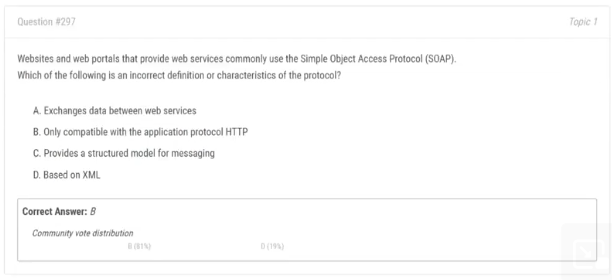 Question #297
Topic 1
Websites and web portals that provide web services commonly use the Simple Object Access Protocol (SOAP).
Which of the following is an incorrect definition or characteristics of the protocol?
A. Exchanges data between web services
B. Only compatible with the application protocol HTTP
C. Provides a structured model for messaging
D. Based on XML
Correct Answer: B
Community vote distribution
B (81%)
D (19%)